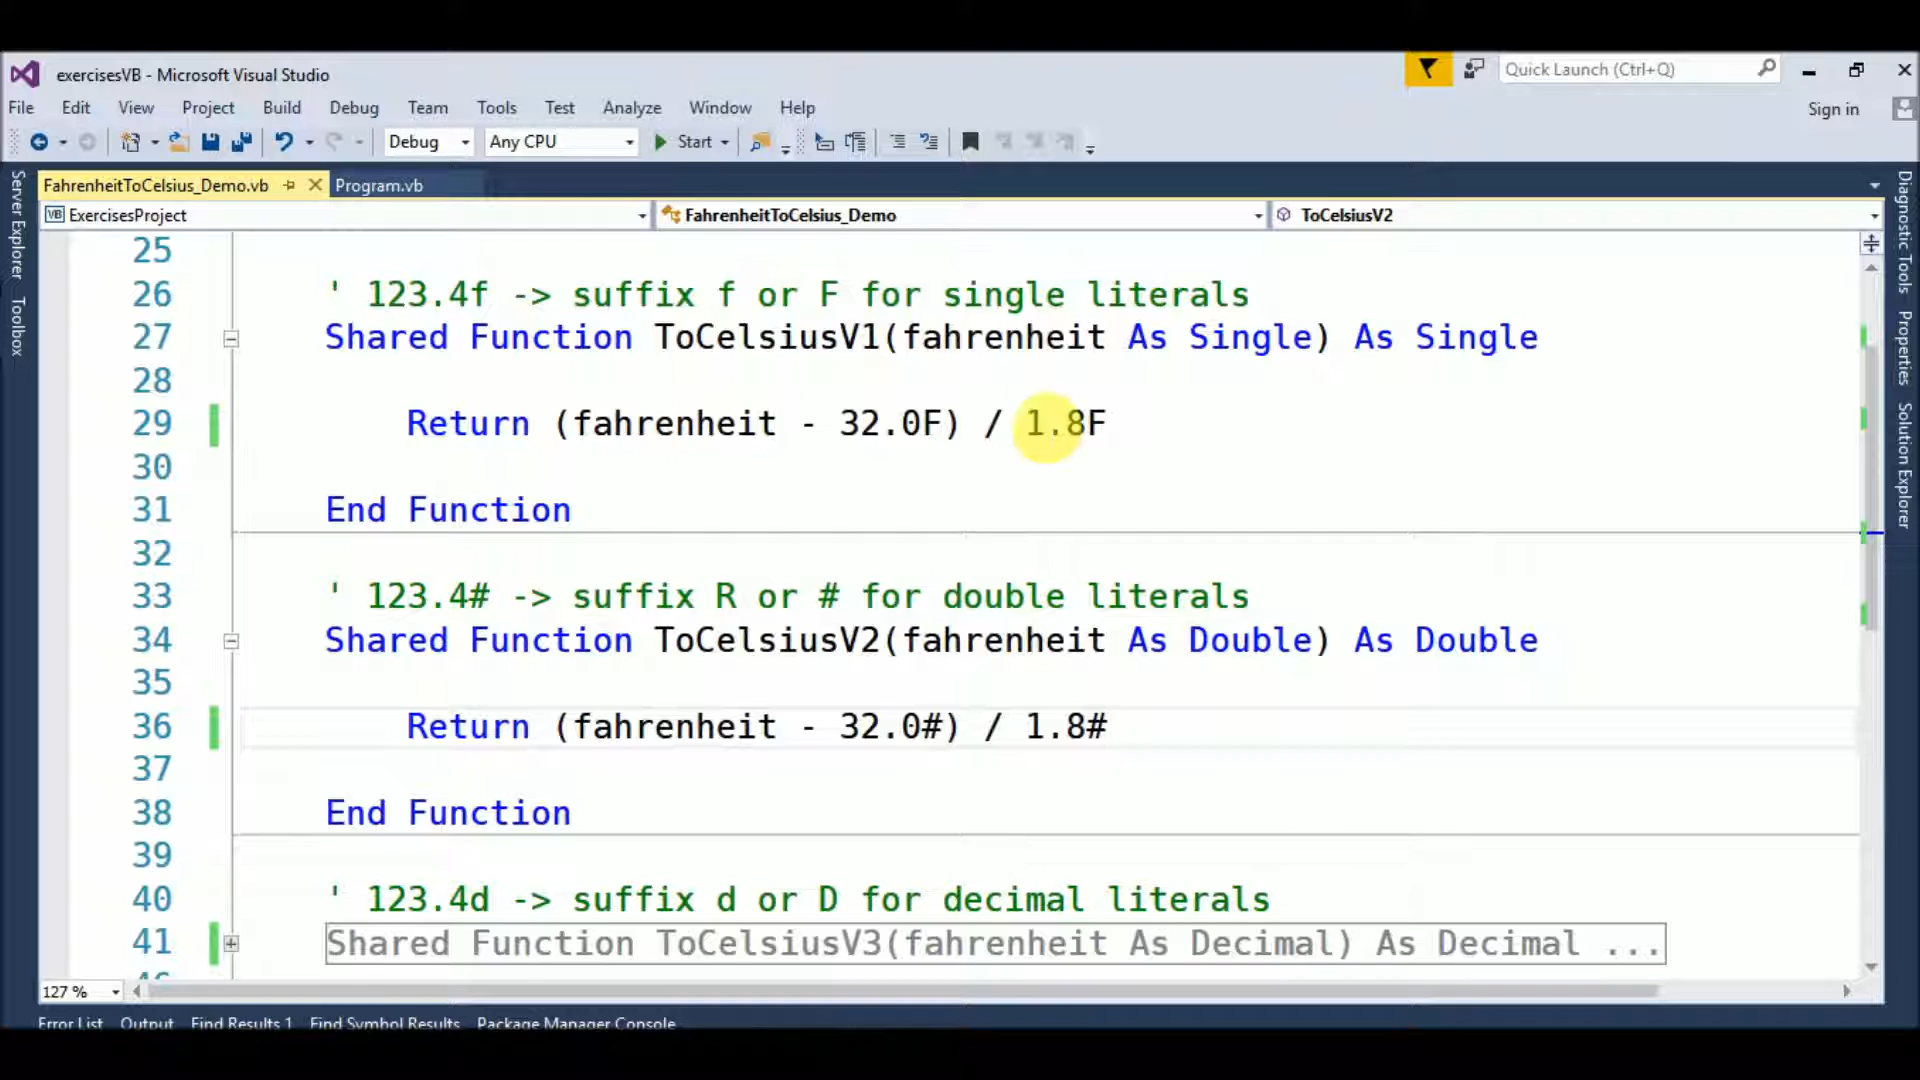 exercisesVB - Microsoft Visual Studio
Quick Launch (Ctrl+Q)
File Edit View Project Build Debug Team Tools Test Analyze Window Help
Sign in
Debug Any CPU Start
FahrenheitToCelsius_Demo.vb Program.vb
VB ExercisesProject FahrenheitToCelsius_Demo ToCelsiusV2
Server Explorer
Toolbox
25
26 ' 123.4f -> suffix f or F for single literals
27 Shared Function ToCelsiusV1(fahrenheit As Single) As Single
28
29 Return (fahrenheit - 32.0F) / 1.8F
30
31 End Function
32
33 ' 123.4# -> suffix R or # for double literals
34 Shared Function ToCelsiusV2(fahrenheit As Double) As Double
35
36 Return (fahrenheit - 32.0#) / 1.8#
37
38 End Function
39
40 ' 123.4d -> suffix d or D for decimal literals
41 Shared Function ToCelsiusV3(fahrenheit As Decimal) As Decimal ...
127 %
Error List Output Find Results 1 Find Symbol Results Package Manager Console
Diagnostic Tools
Properties
Solution Explorer